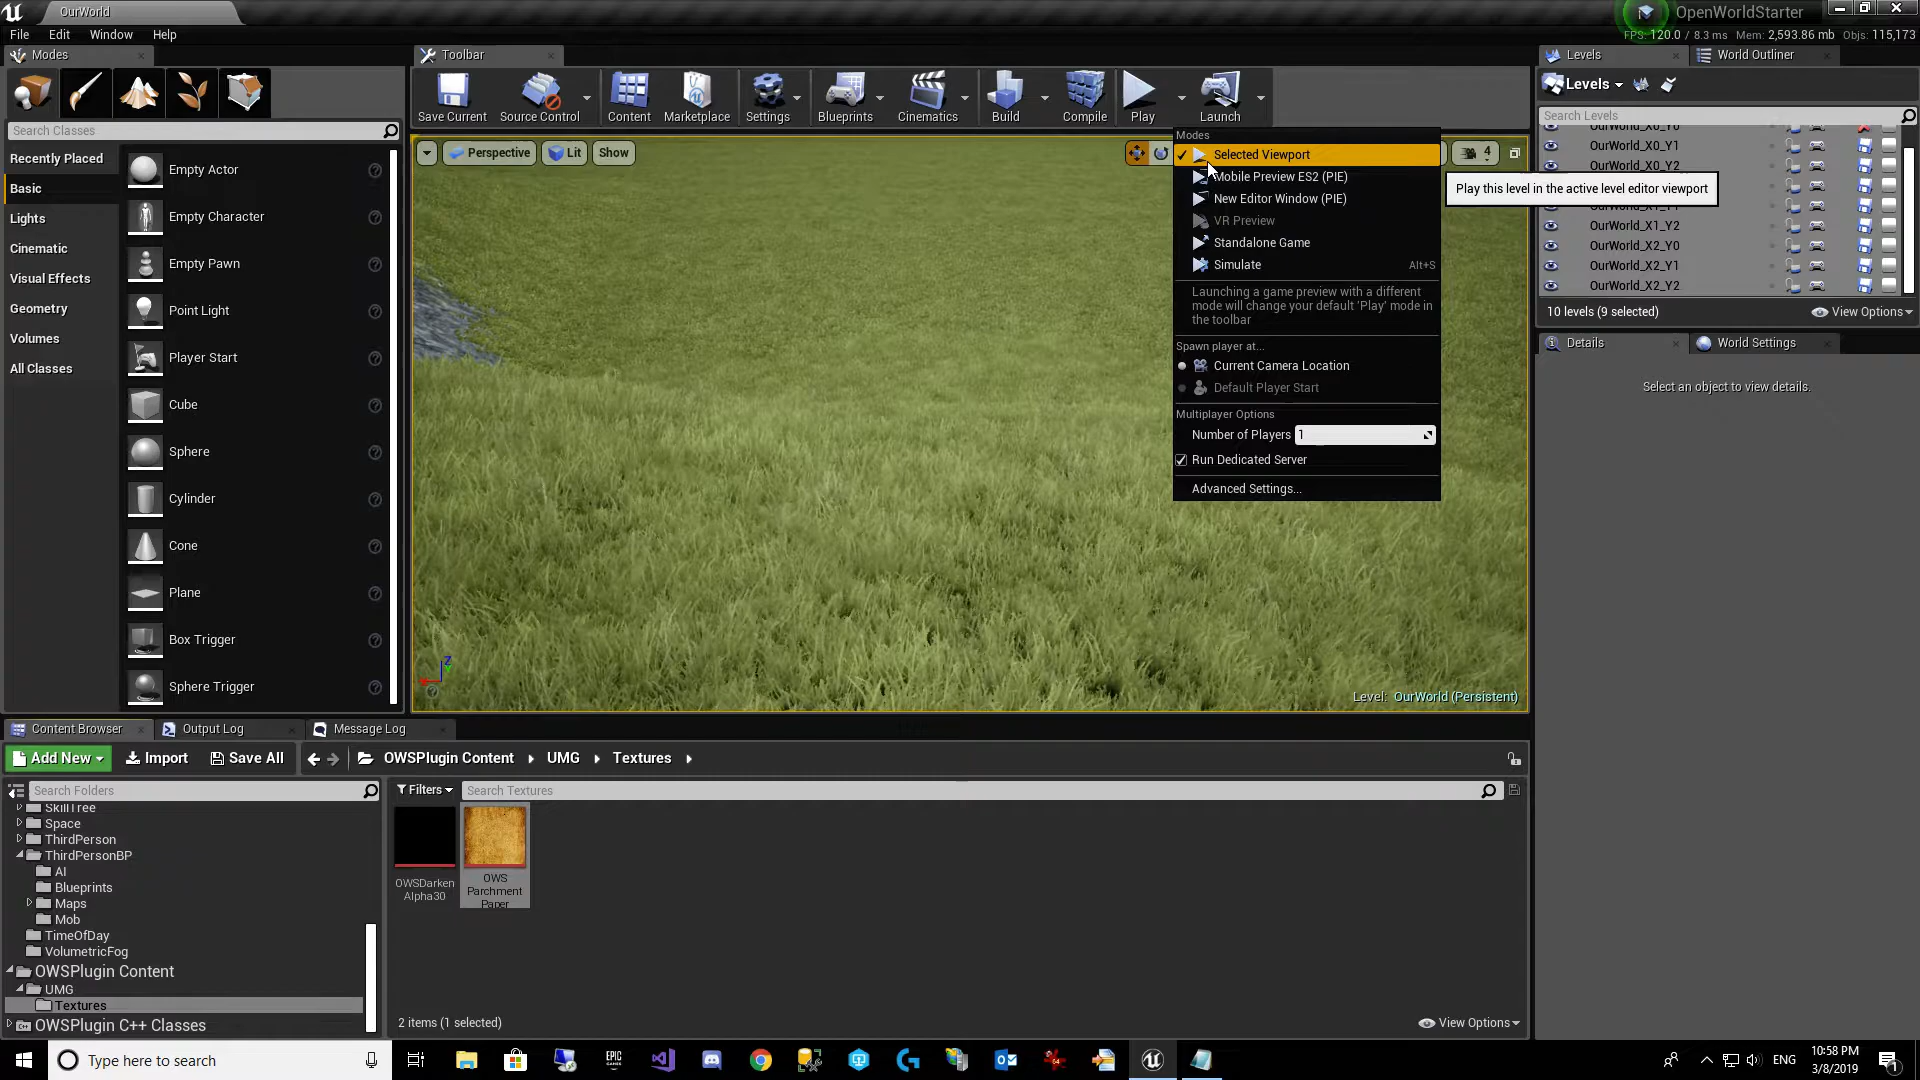 OurWorld
OpenWorldStarter
File Edit Window Help
FPS: 120.0 / 8.3 ms Mem: 2,593.86 mb Objs: 115,173
Modes
Toolbar
Levels
World Outliner
Save Current
Source Control
Content
Marketplace
Settings
Blueprints
Cinematics
Build
Compile
Play
Launch
Levels
Search Levels
Search Classes
Recently Placed
Basic
Lights
Cinematic
Visual Effects
Geometry
Volumes
All Classes
Empty Actor
Empty Character
Empty Pawn
Point Light
Player Start
Cube
Sphere
Cylinder
Cone
Plane
Box Trigger
Sphere Trigger
Perspective
Lit
Show
4
Modes
Selected Viewport
Mobile Preview ES2 (PIE)
New Editor Window (PIE)
VR Preview
Standalone Game
Simulate Alt+S
Launching a game preview with a different
mode will change your default 'Play' mode in
the toolbar
Spawn player at...
Current Camera Location
Default Player Start
Multiplayer Options
Number of Players 1
Run Dedicated Server
Advanced Settings...
Play this level in the active level editor viewport
OurWorld_X0_Y0
OurWorld_X0_Y1
OurWorld_X0_Y2
OurWorld_X1_Y1
OurWorld_X1_Y2
OurWorld_X2_Y0
OurWorld_X2_Y1
OurWorld_X2_Y2
10 levels (9 selected)
View Options
Details
World Settings
Select an object to view details.
Z
Level: OurWorld (Persistent)
Content Browser
Output Log
Message Log
Add New
Import
Save All
OWSPlugin Content
UMG
Textures
Search Folders
Filters
Search Textures
SkillTree
Space
ThirdPerson
ThirdPersonBP
AI
Blueprints
Maps
Mob
TimeOfDay
VolumetricFog
OWSPlugin Content
UMG
Textures
OWSPlugin C++ Classes
OWSDarken
Alpha30
OWS
Parchment
Paper
2 items (1 selected)
View Options
Type here to search
EPIC
ENG
10:58 PM
3/8/2019
1